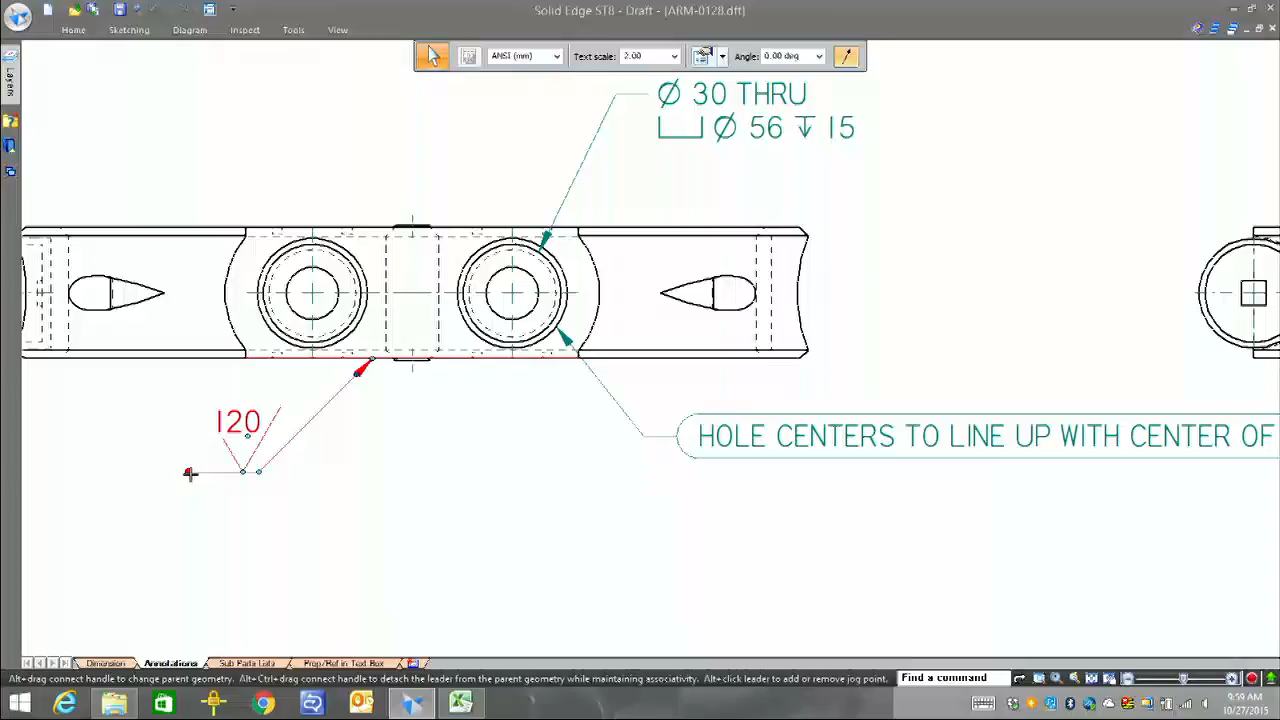 Solid Edge ST8 - Draft - [ARM-0128.dft]
Home Sketching Diagram Inspect Tools View
ANSI (mm) Text scale: 2.00 Angle: 0.00 deg
Layers
Ø 30 THRU
⌴ Ø 56 ↧ 15
120
HOLE CENTERS TO LINE UP WITH CENTER OF
Dimension Annotations Sub Parts Lists Prop/Ref in Text Box
Alt+drag connect handle to change parent geometry. Alt+Ctrl+drag connect handle to detach the leader from the parent geometry while maintaining associativity. Alt+click leader to add or remove jog point. Find a command
9:59 AM
10/27/2015